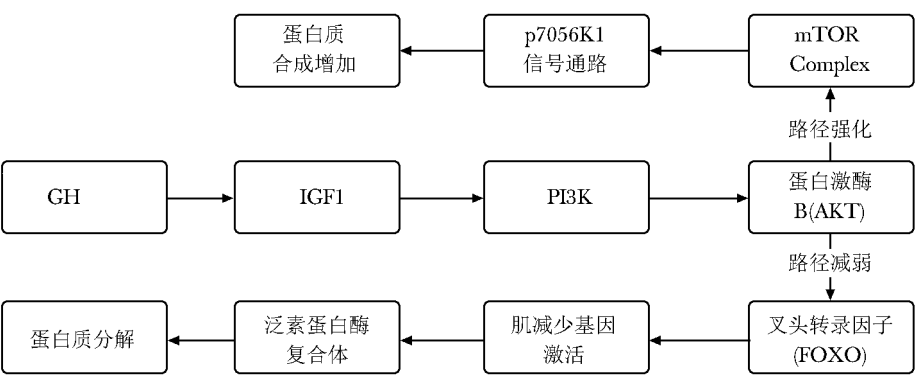 蛋白质
合成增加
p7056K1
信号通路
mTOR
Complex
路径强化
GH
IGF1
PI3K
蛋白激酶
B(AKT)
路径减弱
蛋白质分解
泛素蛋白酶
复合体
肌减少基因
激活
叉头转录因子
(FOXO)